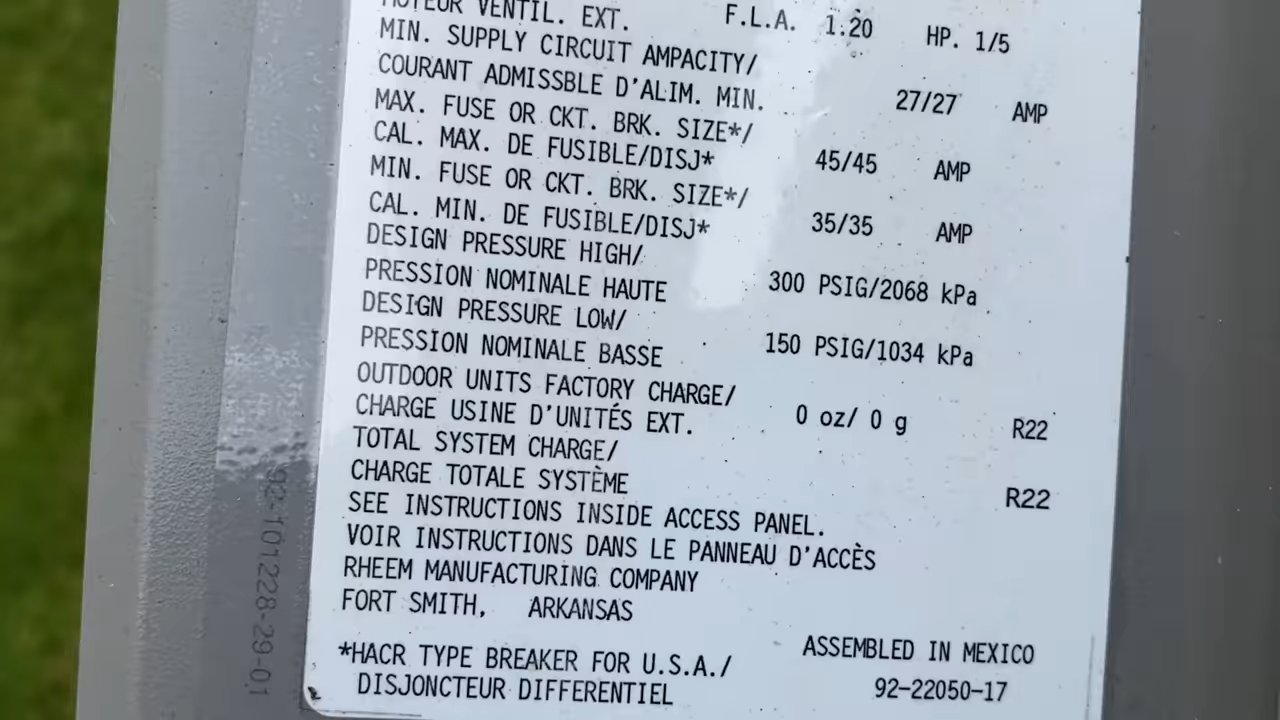 MOTEUR VENTIL. EXT. F.L.A. 1.20 HP. 1/5
MIN. SUPPLY CIRCUIT AMPACITY/
COURANT ADMISSBLE D'ALIM. MIN. 27/27 AMP
MAX. FUSE OR CKT. BRK. SIZE*/
CAL. MAX. DE FUSIBLE/DISJ* 45/45 AMP
MIN. FUSE OR CKT. BRK. SIZE*/
CAL. MIN. DE FUSIBLE/DISJ* 35/35 AMP
DESIGN PRESSURE HIGH/
PRESSION NOMINALE HAUTE 300 PSIG/2068 kPa
DESIGN PRESSURE LOW/
PRESSION NOMINALE BASSE 150 PSIG/1034 kPa
OUTDOOR UNITS FACTORY CHARGE/
CHARGE USINE D'UNITÉS EXT. 0 oz/ 0 g R22
TOTAL SYSTEM CHARGE/
CHARGE TOTALE SYSTÈME R22
SEE INSTRUCTIONS INSIDE ACCESS PANEL.
VOIR INSTRUCTIONS DANS LE PANNEAU D'ACCÈS
RHEEM MANUFACTURING COMPANY
FORT SMITH, ARKANSAS
ASSEMBLED IN MEXICO
*HACR TYPE BREAKER FOR U.S.A./
DISJONCTEUR DIFFERENTIEL 92-22050-17
92-101228-29-01